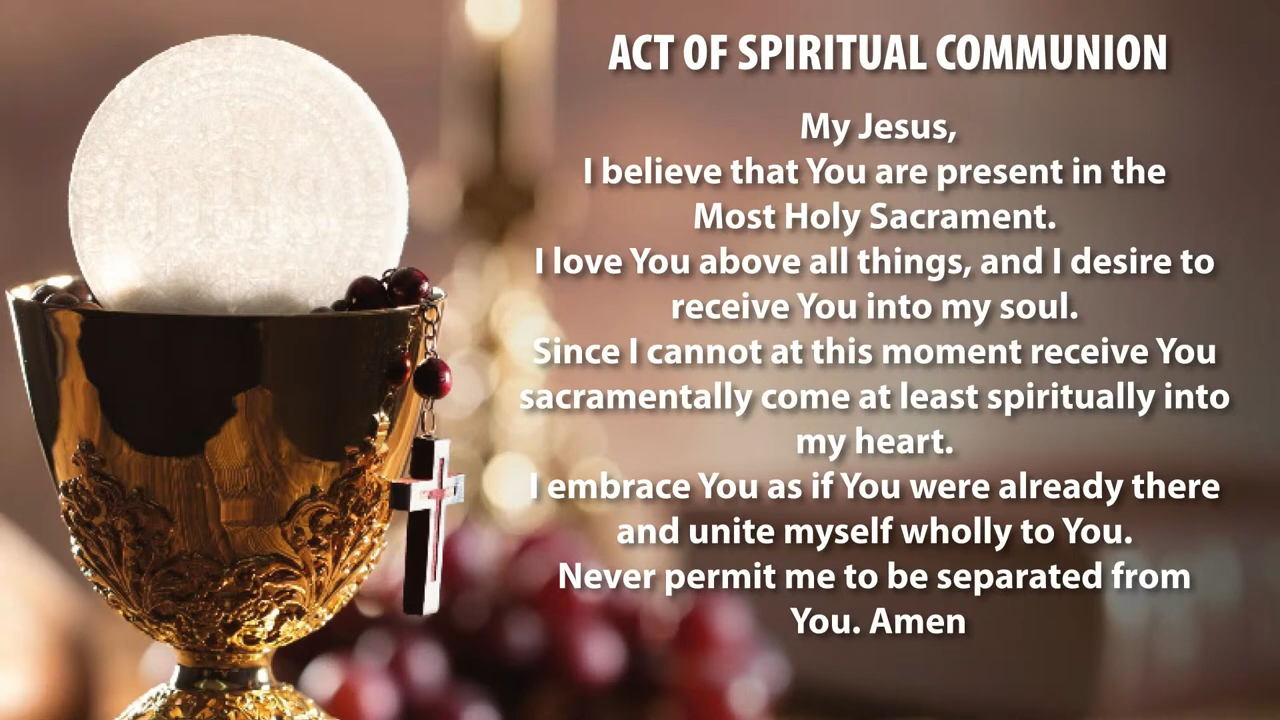 ACT OF SPIRITUAL COMMUNION
My Jesus,
I believe that You are present in the
Most Holy Sacrament.
I love You above all things, and I desire to
receive You into my soul.
Since I cannot at this moment receive You
sacramentally come at least spiritually into
my heart.
I embrace You as if You were already there
and unite myself wholly to You.
Never permit me to be separated from
You. Amen